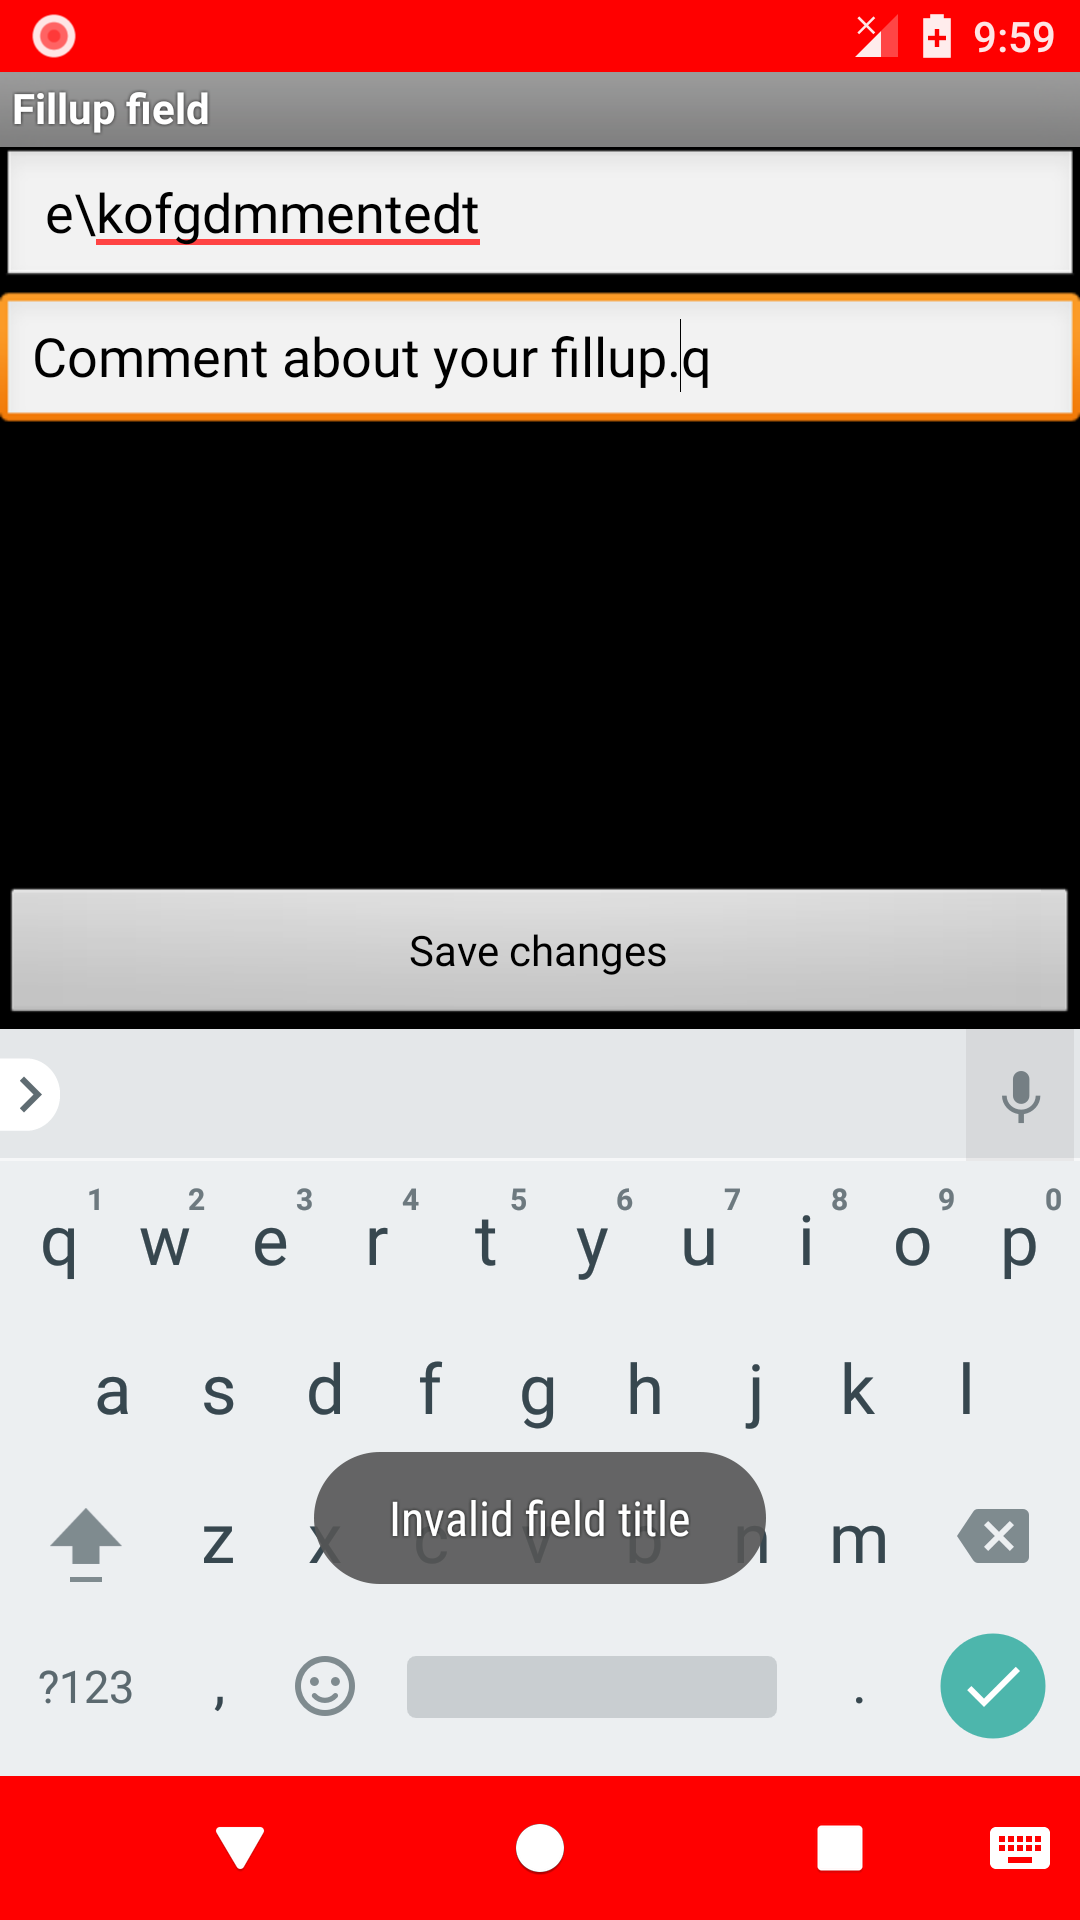 9:59
Fillup field
e\kofgdmmentedt
Comment about your fillup.q
Save changes
1 2 3 4 5 6 7 8 9 0
q w e r t y u i o p
a s d f g h j k l
z x c v b n m
Invalid field title
?123 , .